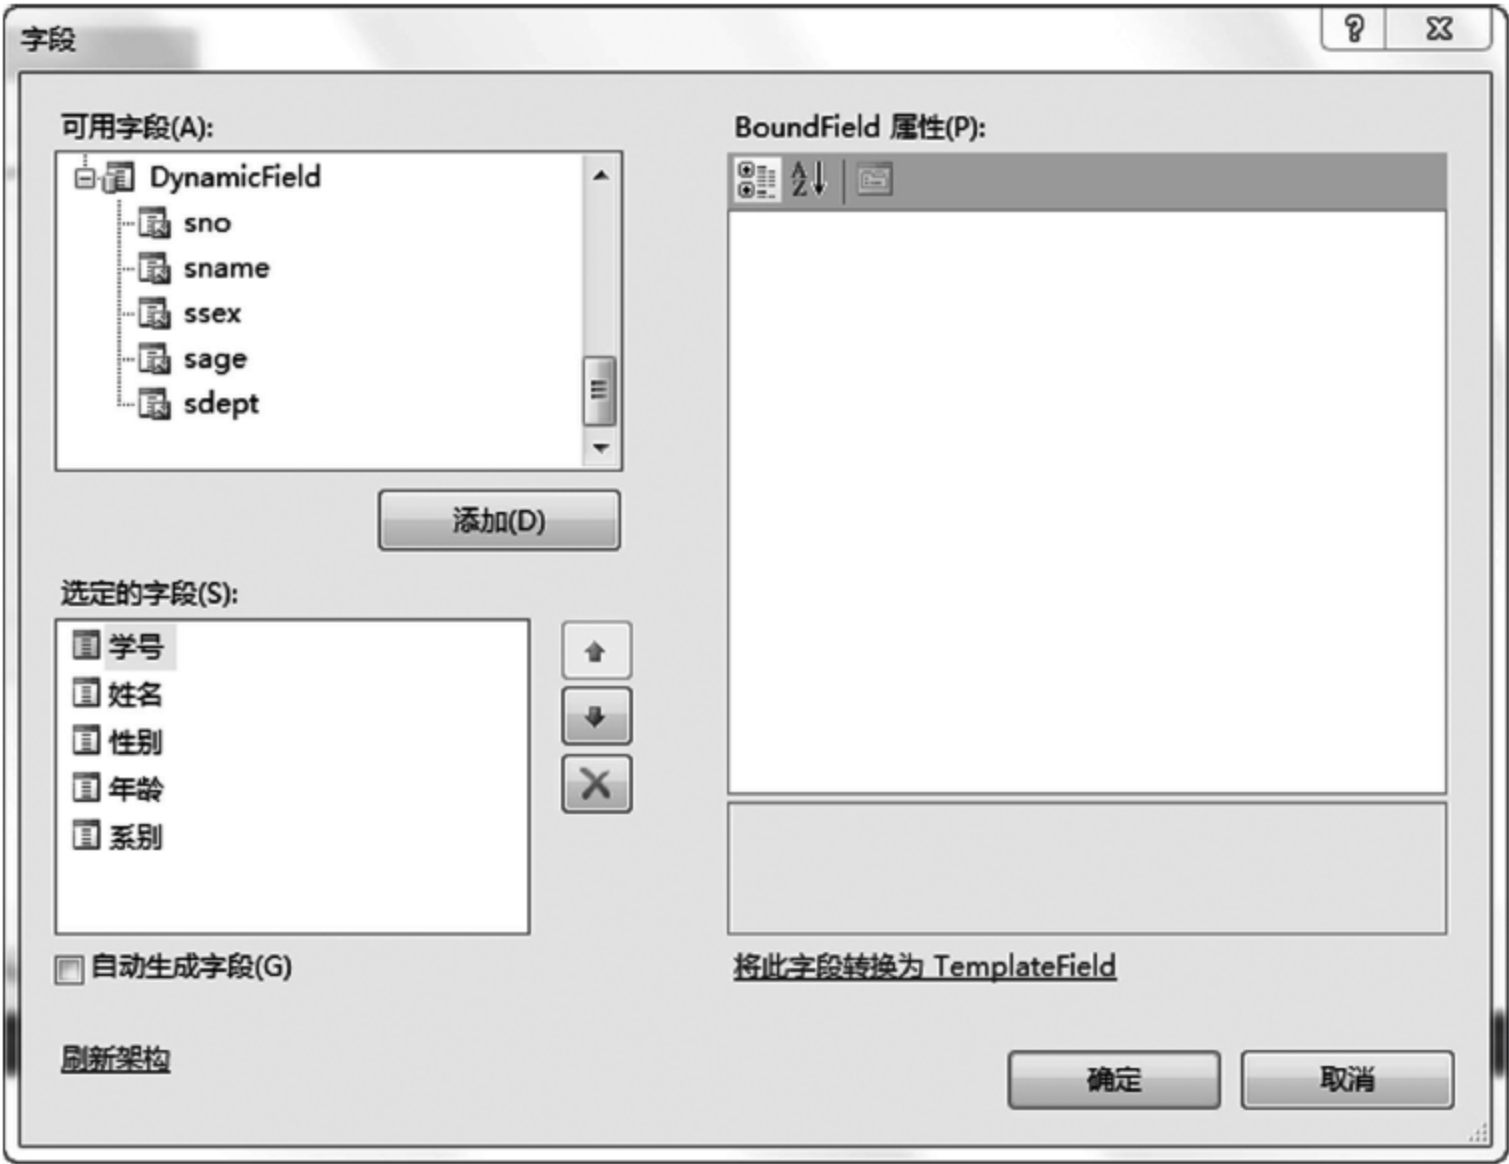 字段
可用字段(A):
DynamicField
sno
sname
ssex
sage
sdept
添加(D)
选定的字段(S):
学号
姓名
性别
年龄
系别
自动生成字段(G)
刷新架构
BoundField 属性(P):
将此字段转换为 TemplateField
确定
取消